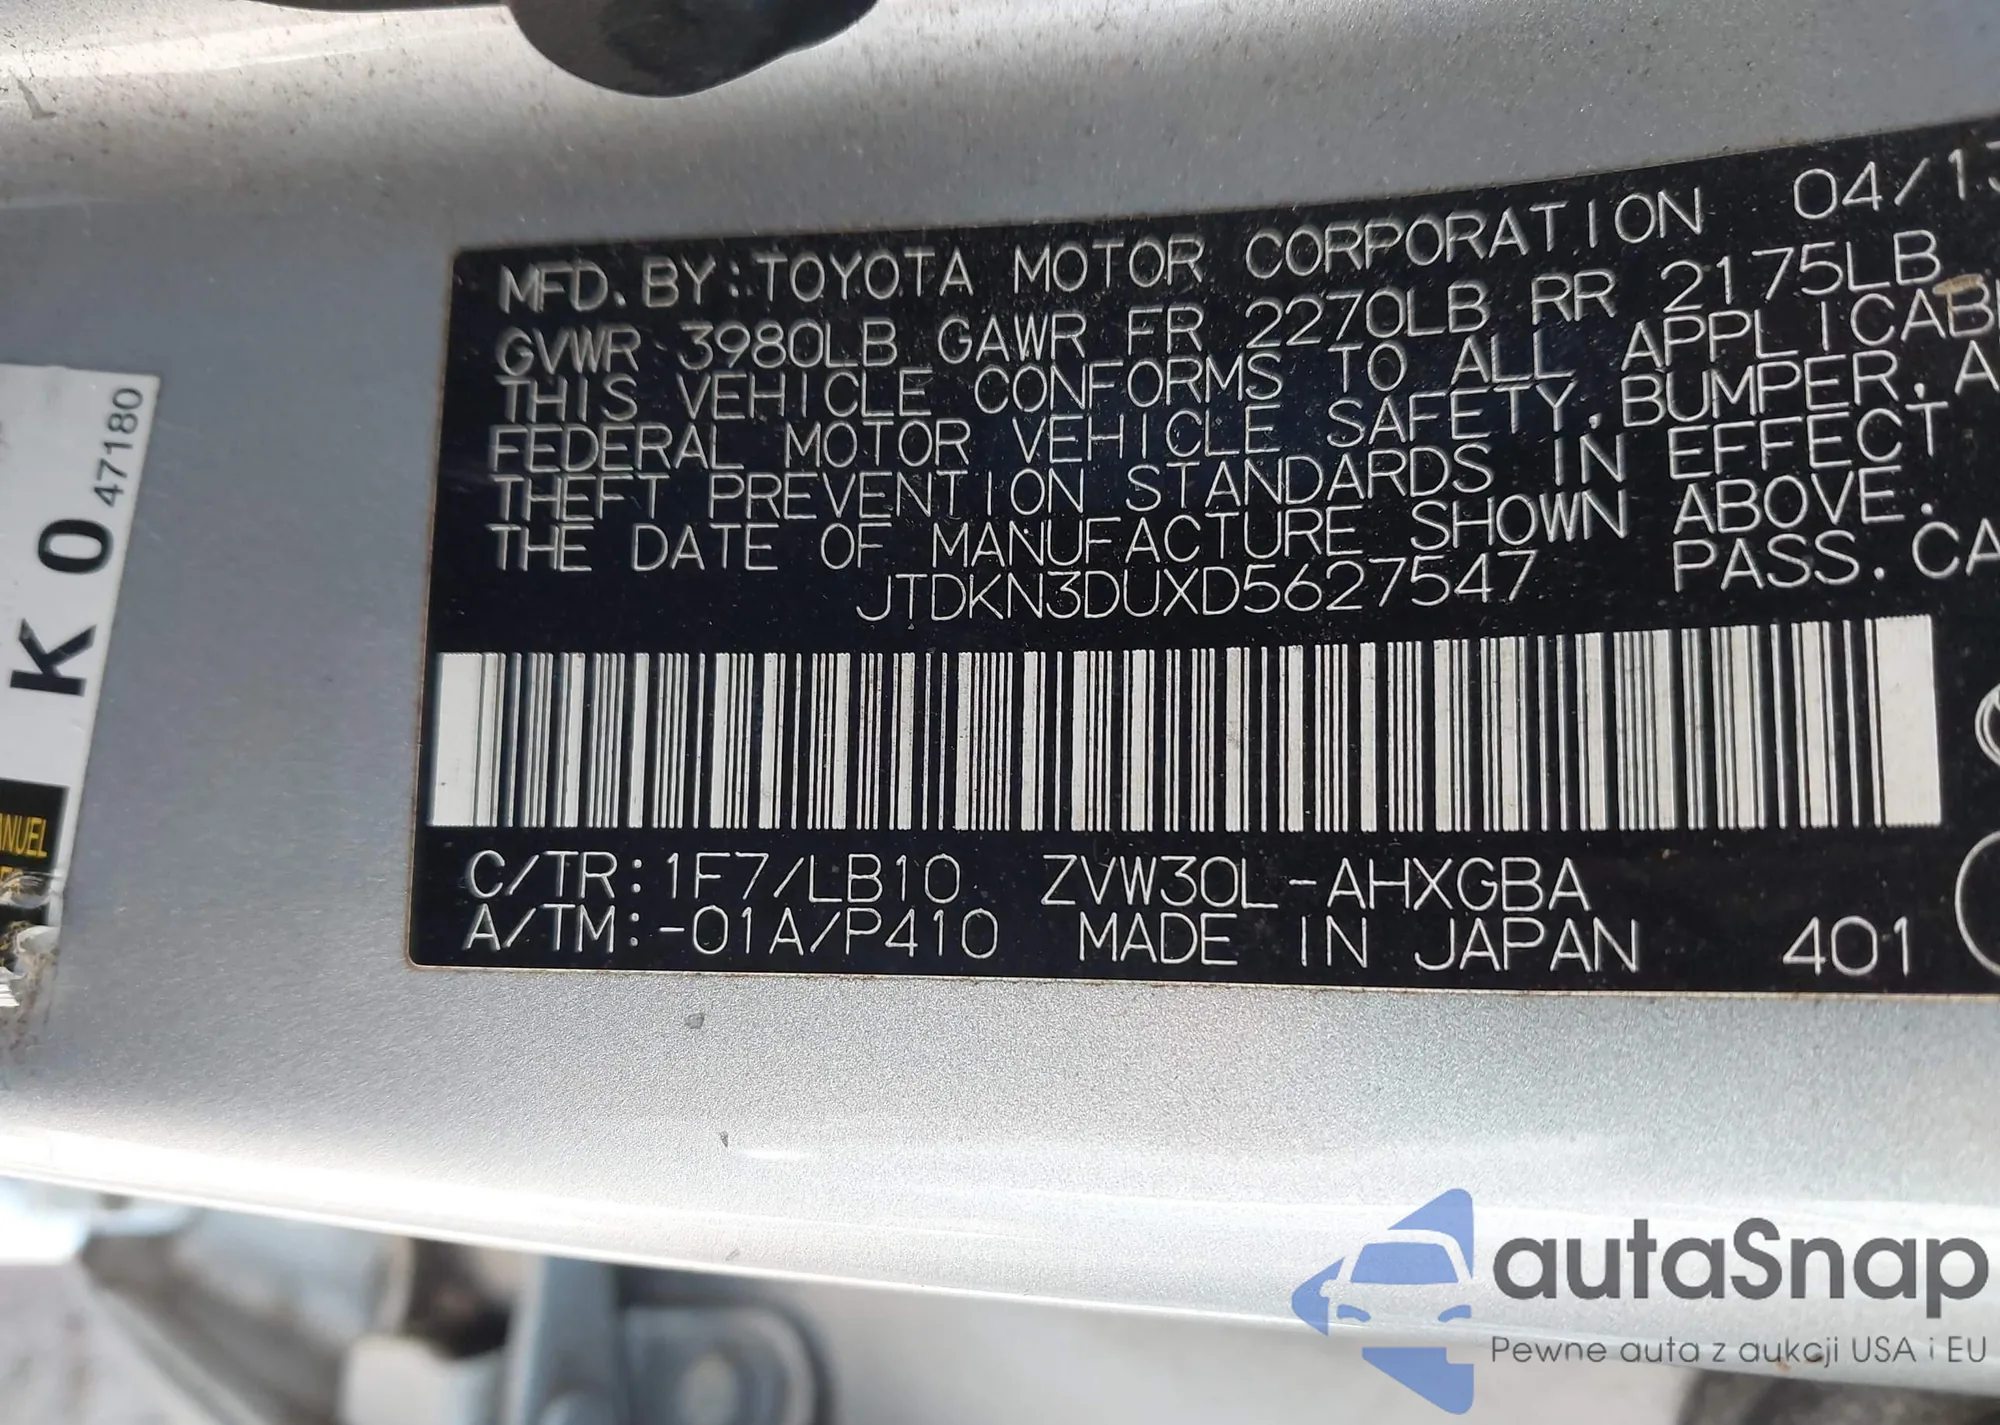 MFD. BY: TOYOTA MOTOR CORPORATION 04/13
GVWR 3980LB GAWR FR 2270LB RR 2175LB
THIS VEHICLE CONFORMS TO ALL APPLICABL
FEDERAL MOTOR VEHICLE SAFETY, BUMPER, A
THEFT PREVENTION STANDARDS IN EFFECT
THE DATE OF MANUFACTURE SHOWN ABOVE.
JTDKN3DUXD5627547 PASS. CA
C/TR: 1F7/LB10 ZVW30L-AHXGBA
A/TM: -01A/P410 MADE IN JAPAN 401
K 0 47180
ANUEL
autaSnap
Pewne auta z aukcji USA i EU